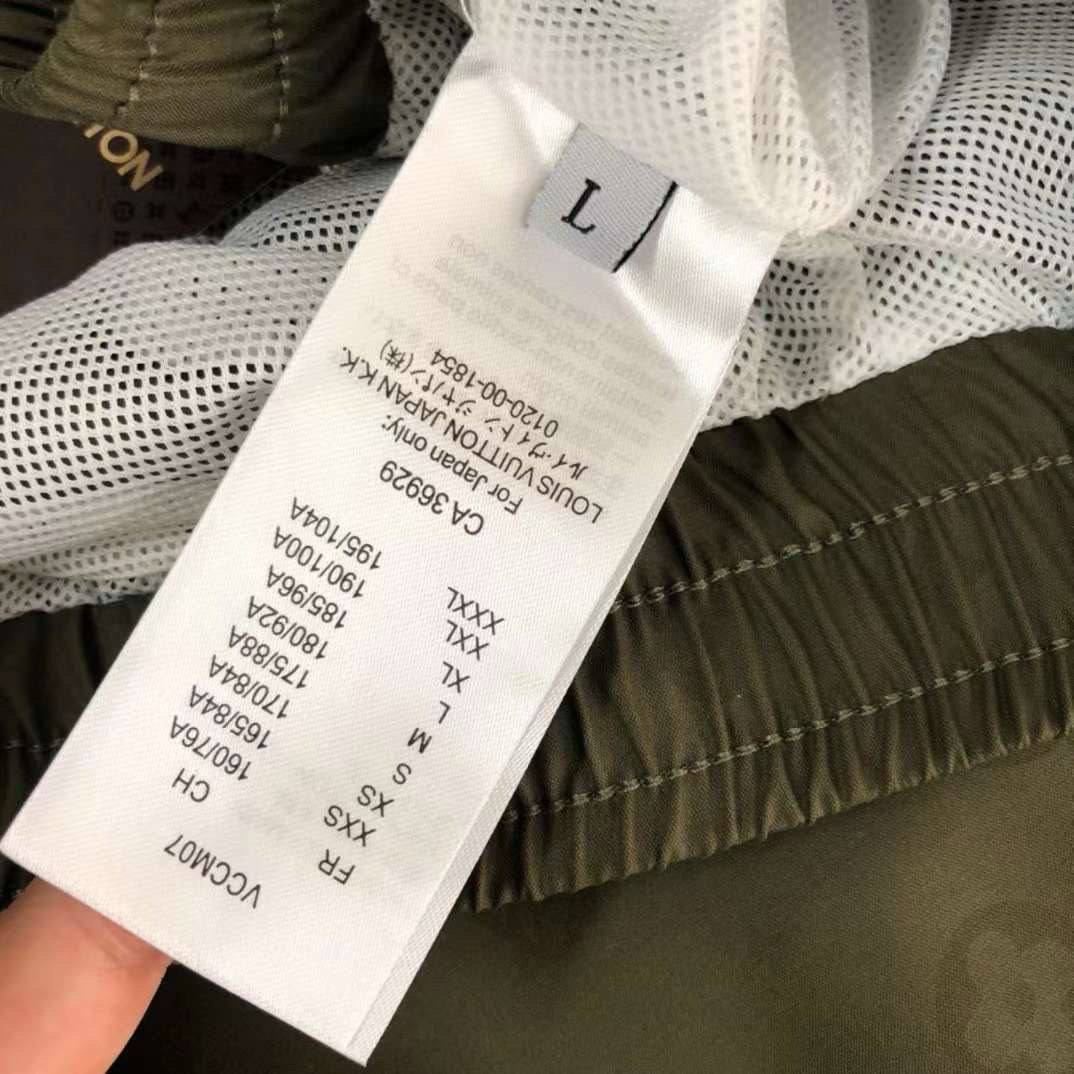 VCCM07
FR CH
XXS 160/76A
XS 165/84A
S 170/84A
M 175/88A
L 180/92A
XL 185/96A
XXL 190/100A
XXXL 195/104A
CA 36929
For Japan only:
LOUIS VUITTON JAPAN K.K.
ルイ・ヴィトン ジャパン (株)
0120-00-1854
L